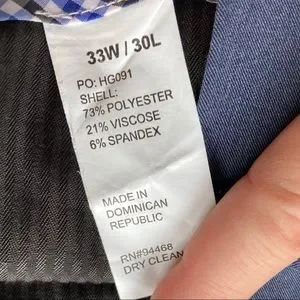 33W / 30L
PO: HG091
SHELL:
73% POLYESTER
21% VISCOSE
6% SPANDEX
MADE IN
DOMINICAN
REPUBLIC
RN#94468
DRY CLEAN